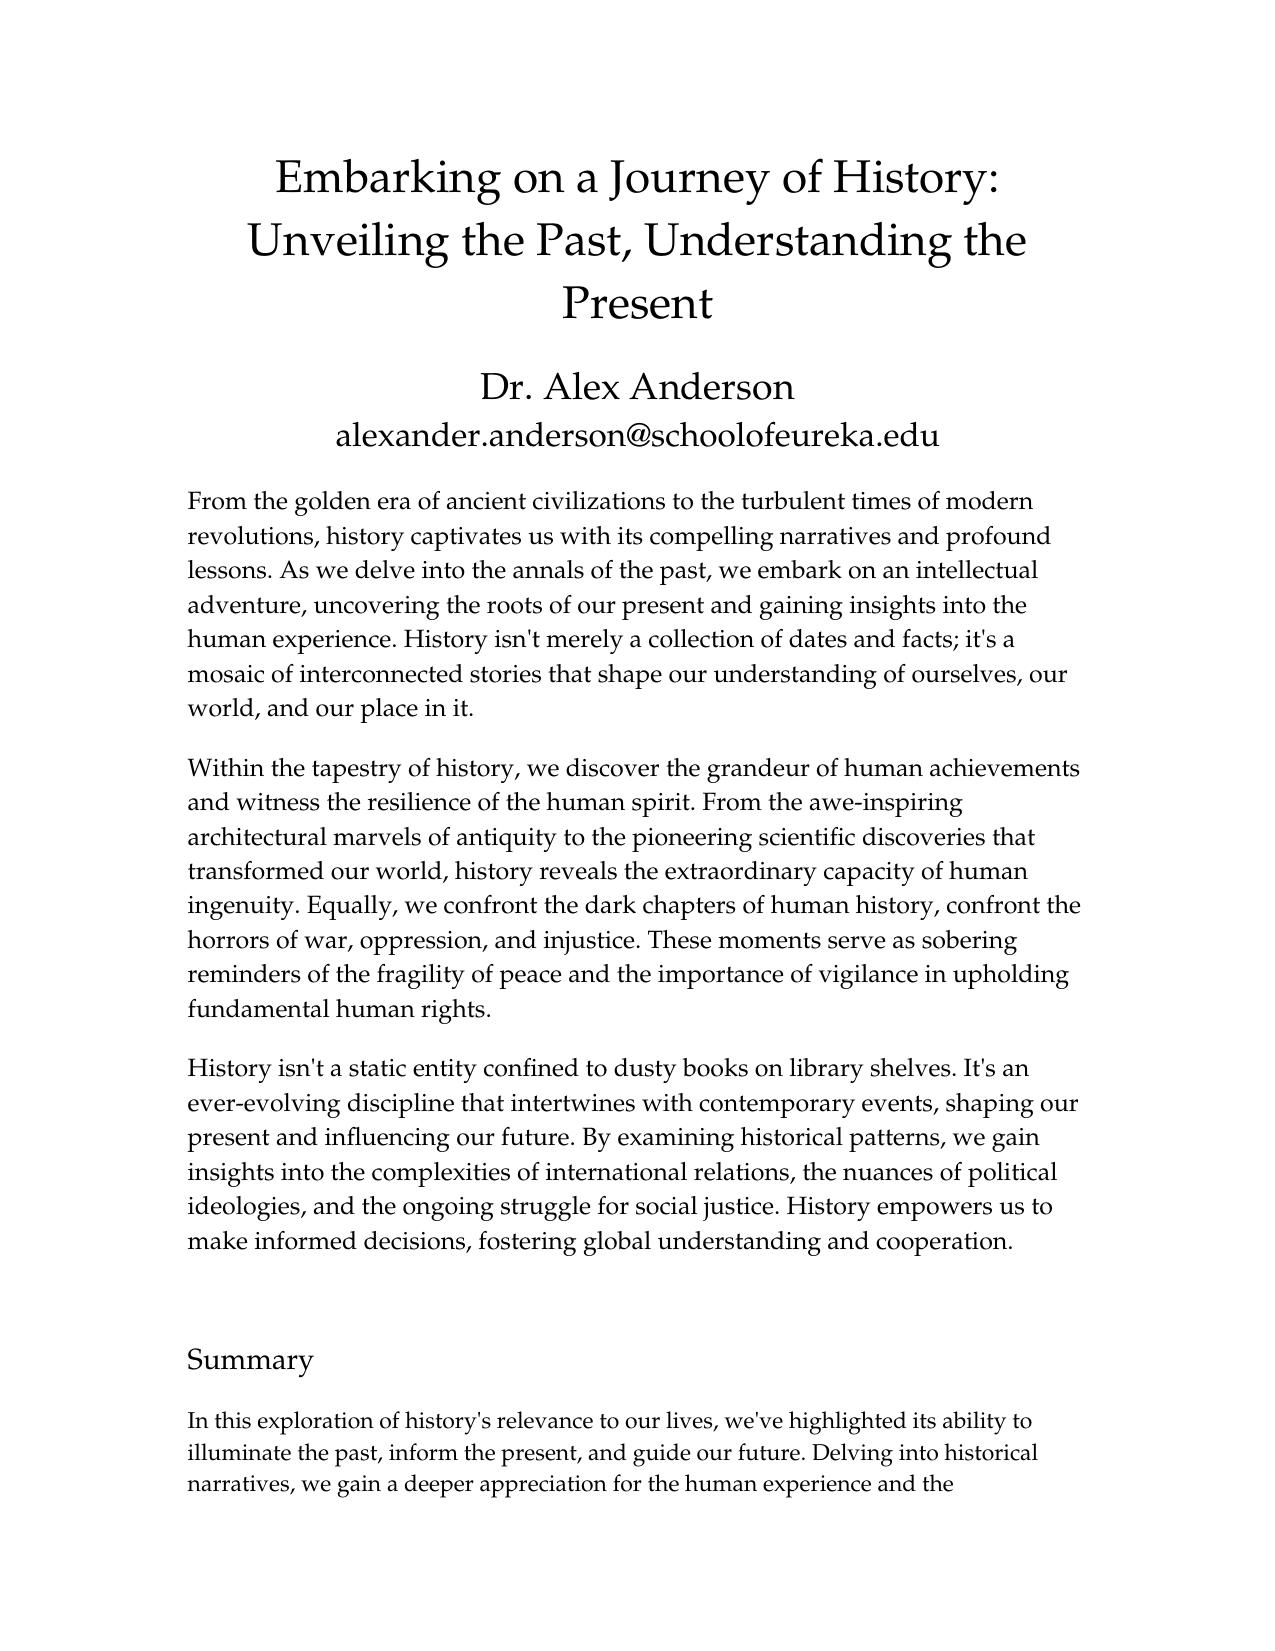 Embarking on a Journey of History:
Unveiling the Past, Understanding the
Present
Dr. Alex Anderson
alexander.anderson@schoolofeureka.edu
From the golden era of ancient civilizations to the turbulent times of modern
revolutions, history captivates us with its compelling narratives and profound
lessons. As we delve into the annals of the past, we embark on an intellectual
adventure, uncovering the roots of our present and gaining insights into the
human experience. History isn't merely a collection of dates and facts; it's a
mosaic of interconnected stories that shape our understanding of ourselves, our
world, and our place in it.
Within the tapestry of history, we discover the grandeur of human achievements
and witness the resilience of the human spirit. From the awe-inspiring
architectural marvels of antiquity to the pioneering scientific discoveries that
transformed our world, history reveals the extraordinary capacity of human
ingenuity. Equally, we confront the dark chapters of human history, confront the
horrors of war, oppression, and injustice. These moments serve as sobering
reminders of the fragility of peace and the importance of vigilance in upholding
fundamental human rights.
History isn't a static entity confined to dusty books on library shelves. It's an
ever-evolving discipline that intertwines with contemporary events, shaping our
present and influencing our future. By examining historical patterns, we gain
insights into the complexities of international relations, the nuances of political
ideologies, and the ongoing struggle for social justice. History empowers us to
make informed decisions, fostering global understanding and cooperation.
Summary
In this exploration of history's relevance to our lives, we've highlighted its ability to
illuminate the past, inform the present, and guide our future. Delving into historical
narratives, we gain a deeper appreciation for the human experience and the